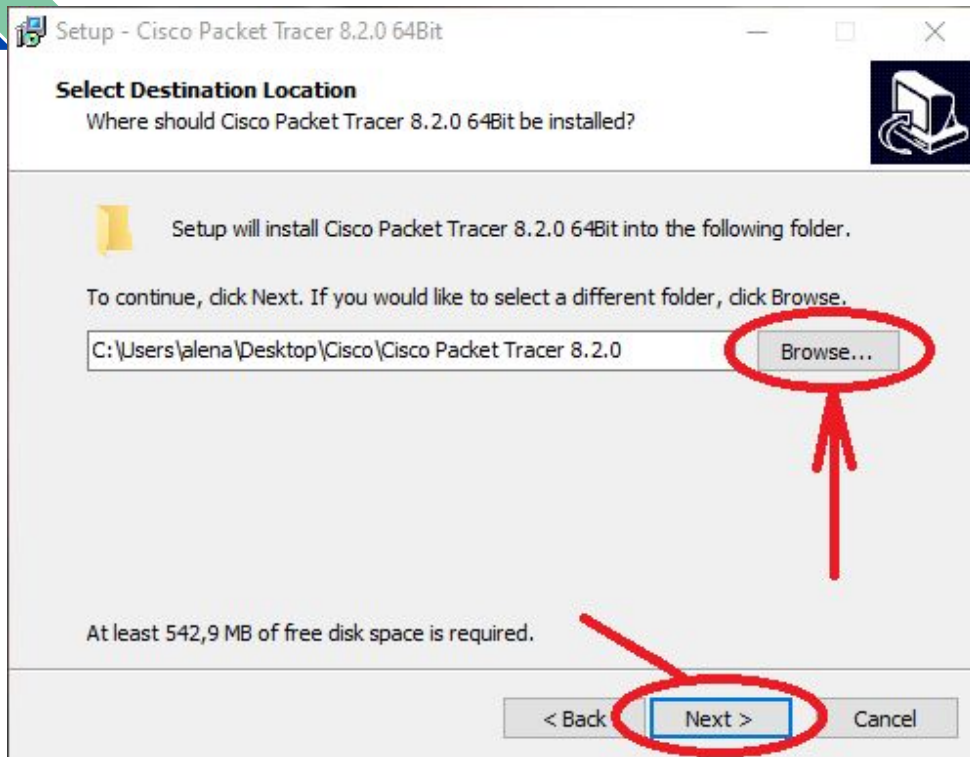 Setup - Cisco Packet Tracer 8.2.0 64Bit
Select Destination Location
Where should Cisco Packet Tracer 8.2.0 64Bit be installed?
Setup will install Cisco Packet Tracer 8.2.0 64Bit into the following folder.
To continue, click Next. If you would like to select a different folder, click Browse.
C:\Users\alena\Desktop\Cisco\Cisco Packet Tracer 8.2.0
Browse...
At least 542,9 MB of free disk space is required.
< Back
Next >
Cancel